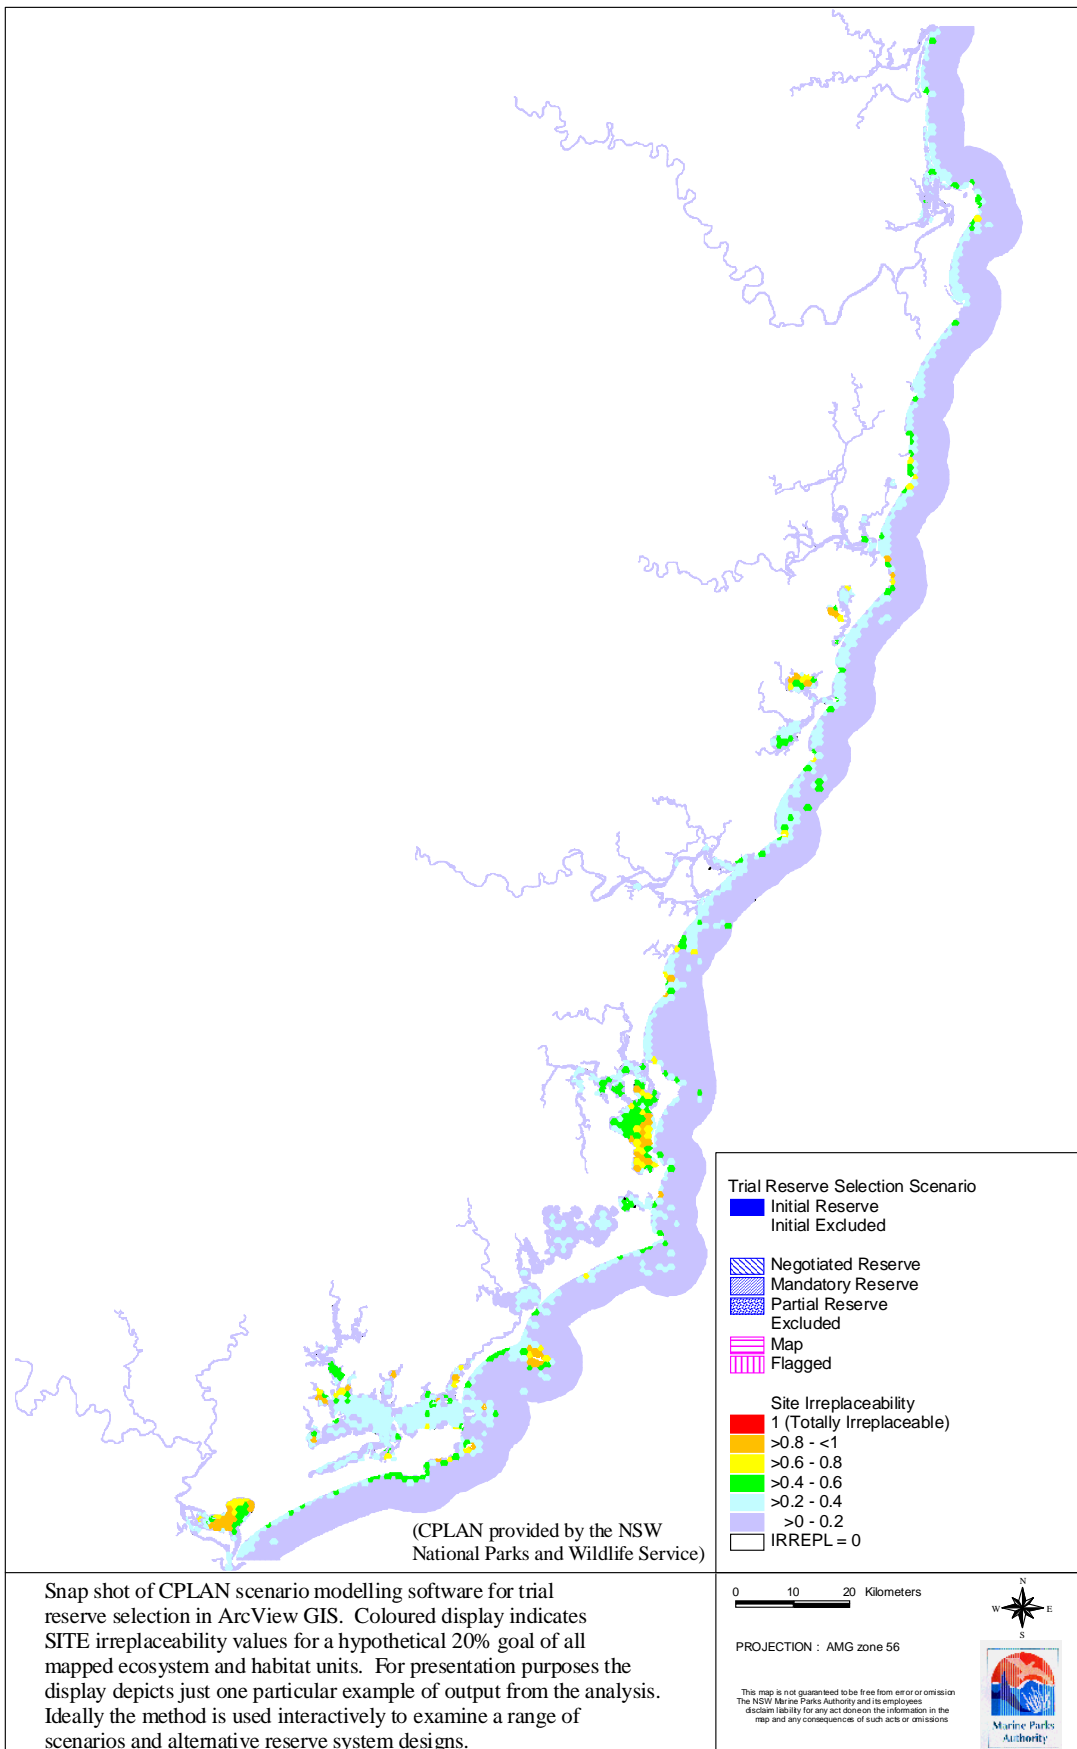 (CPLAN provided by the NSW
National Parks and Wildlife Service)
Trial Reserve Selection Scenario
Initial Reserve
Initial Excluded
Negotiated Reserve
Mandatory Reserve
Partial Reserve
Excluded
Map
Flagged
Site Irreplaceability
1 (Totally Irreplaceable)
>0.8 - <1
>0.6 - 0.8
>0.4 - 0.6
>0.2 - 0.4
>0 - 0.2
IRREPL = 0
Snap shot of CPLAN scenario modelling software for trial
reserve selection in ArcView GIS.  Coloured display indicates
SITE irreplaceability values for a hypothetical 20% goal of all
mapped ecosystem and habitat units.  For presentation purposes the
display depicts just one particular example of output from the analysis.
Ideally the method is used interactively to examine a range of
scenarios and alternative reserve system designs.
0 10 20 Kilometers
N
W E
S
PROJECTION : AMG zone 56
This map is not guaranteed to be free from error or omission
The NSW Marine Parks Authority and its employees
disclaim liability for any act done on the information in the
map and any consequences of such acts or omissions
Marine Parks
Authority